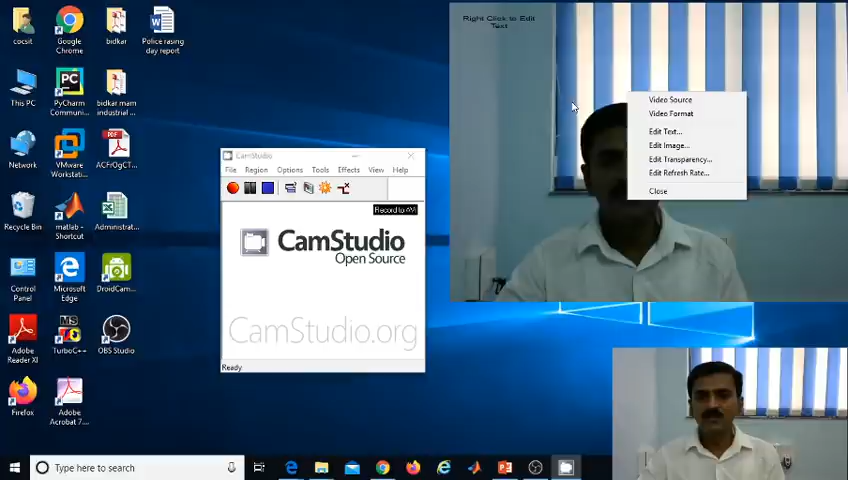 cocsit
Google
Chrome
bidkar
Police rasing
day report
This PC
PyCharm
Communi...
bidkar mam
industrial ...
Network
VMware
Workstati...
ACFrOgCT...
Recycle Bin
matlab -
Shortcut
Administrat...
Control
Panel
Microsoft
Edge
DroidCam...
Adobe
Reader XI
TurboC++
OBS Studio
Firefox
Adobe
Acrobat 7...
CamStudio
File Region Options Tools Effects View Help
Record to AVI
CamStudio
Open Source
CamStudio.org
Ready
Right Click to Edit
Text
Video Source
Video Format
Edit Text...
Edit Image...
Edit Transparency...
Edit Refresh Rate...
Close
Type here to search